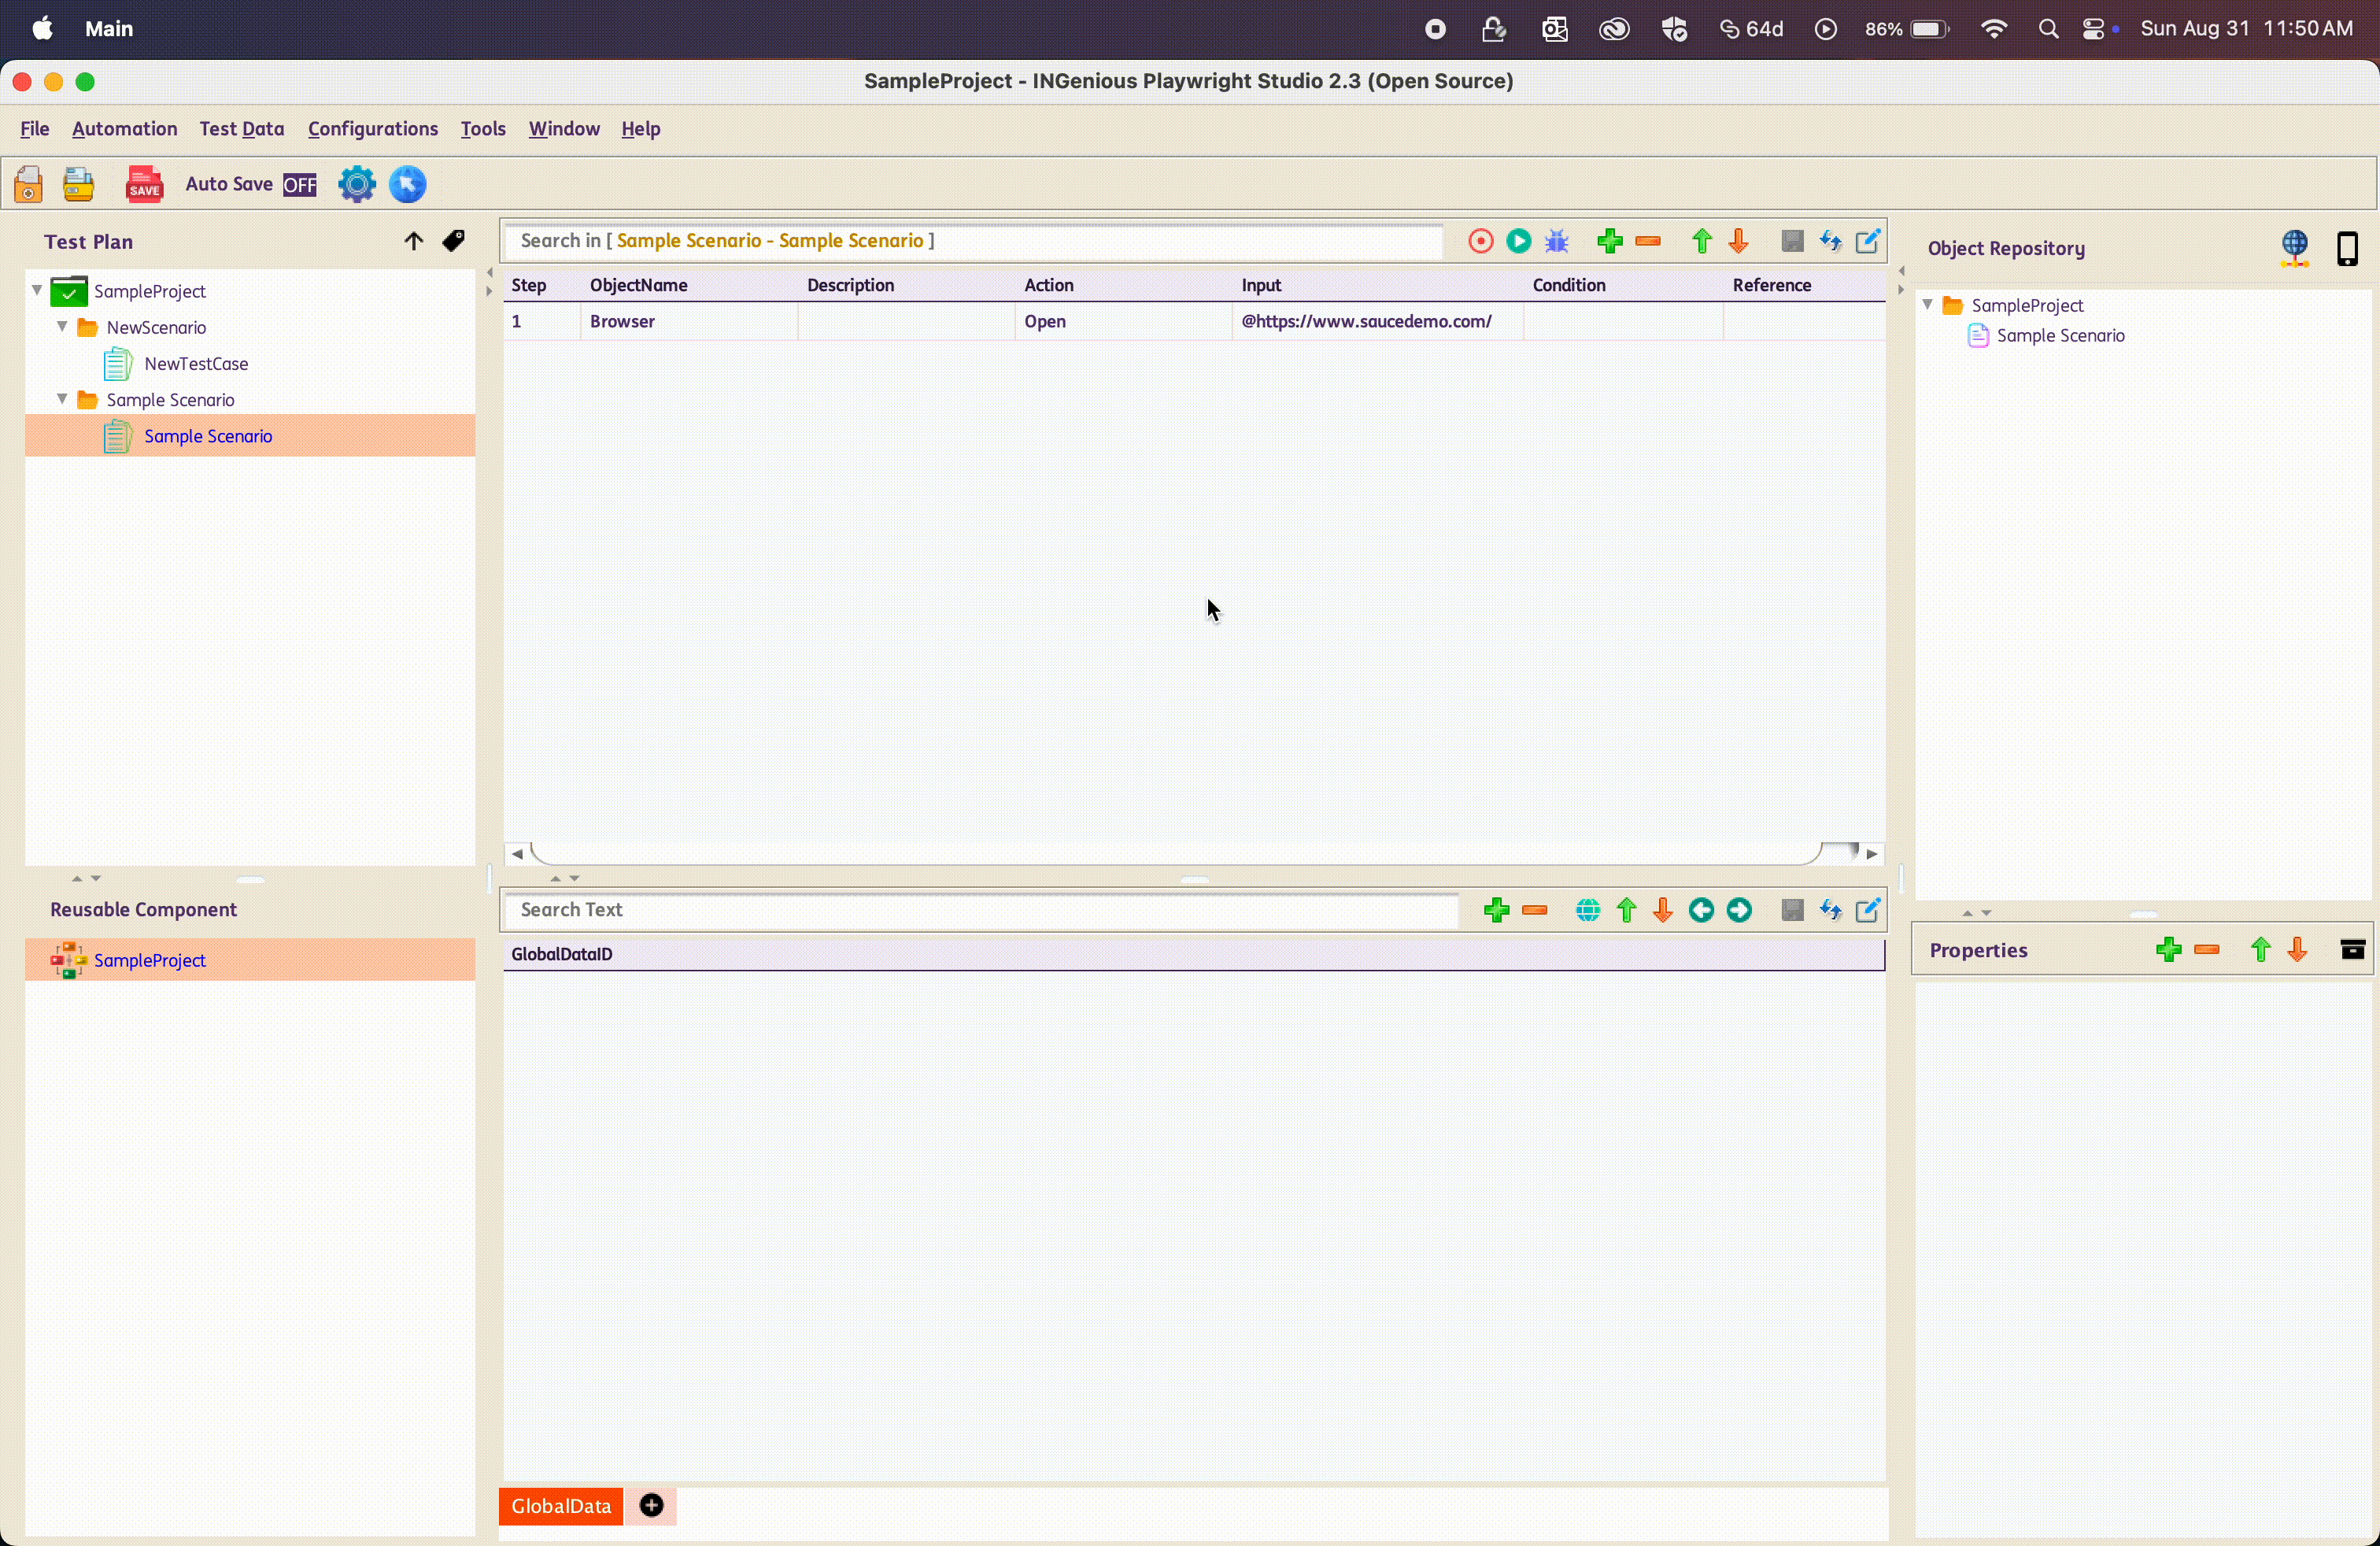 Main
64d
86%
Sun Aug 31 11:50 AM
SampleProject - INGenious Playwright Studio 2.3 (Open Source)
File Automation Test Data Configurations Tools Window Help
SAVE
Auto Save OFF
Test Plan
SampleProject
NewScenario
NewTestCase
Sample Scenario
Sample Scenario
Search in [ Sample Scenario - Sample Scenario ]
Step ObjectName Description Action Input Condition Reference
1 Browser Open @https://www.saucedemo.com/
Object Repository
SampleProject
Sample Scenario
Reusable Component
SampleProject
Search Text
GlobalDataID
GlobalData
Properties